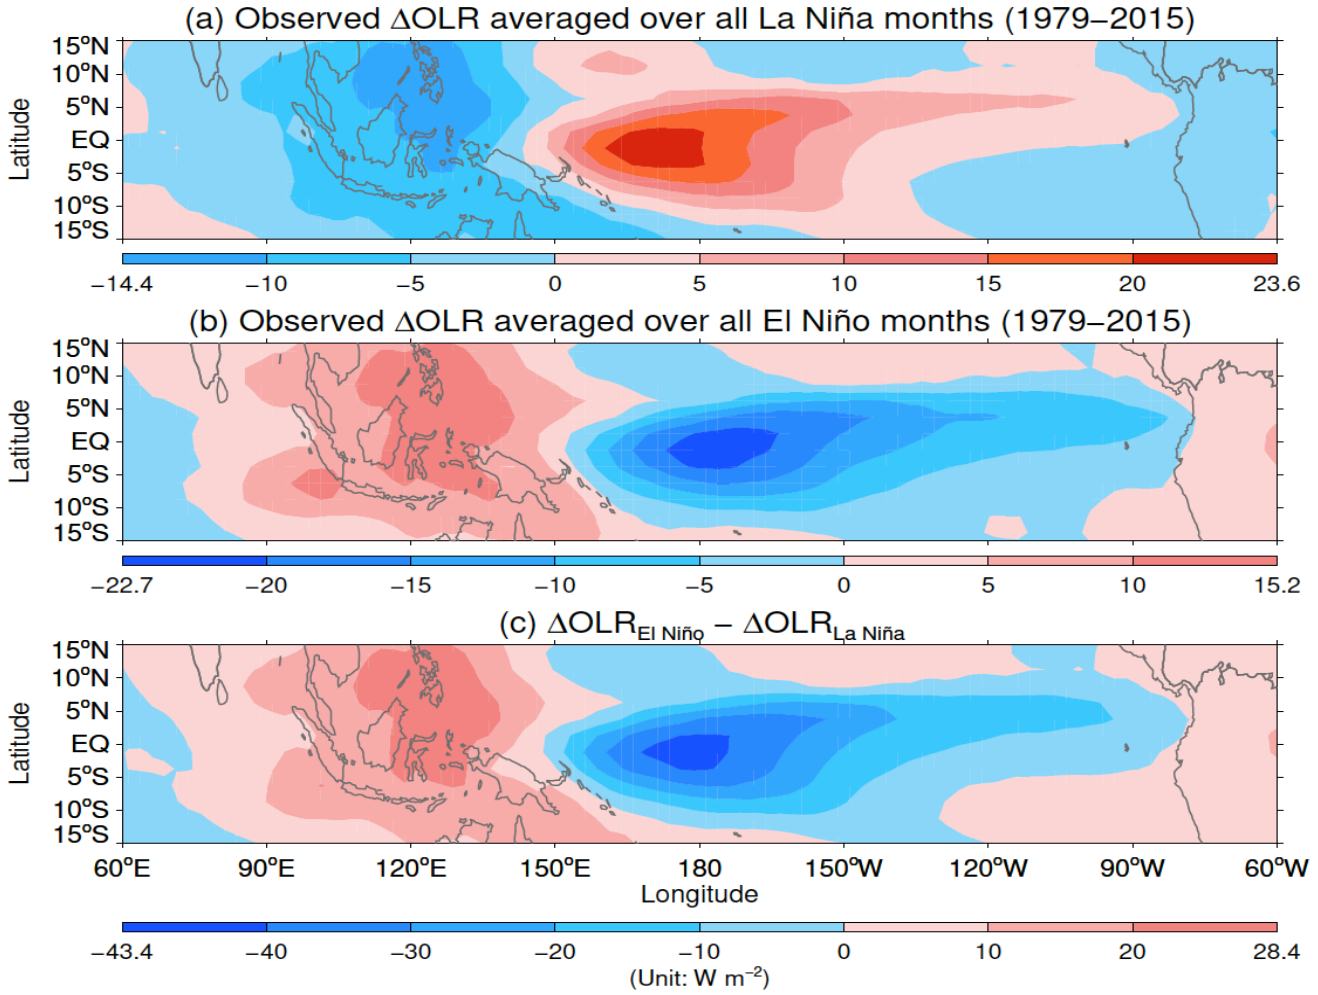 (a) Observed ΔOLR averaged over all La Niña months (1979−2015)
15°N
10°N
5°N
EQ
5°S
10°S
15°S
Latitude
−14.4 −10 −5 0 5 10 15 20 23.6
(b) Observed ΔOLR averaged over all El Niño months (1979−2015)
15°N
10°N
5°N
EQ
5°S
10°S
15°S
Latitude
−22.7 −20 −15 −10 −5 0 5 10 15.2
(c) ΔOLR_El Niño − ΔOLR_La Niña
15°N
10°N
5°N
EQ
5°S
10°S
15°S
Latitude
60°E 90°E 120°E 150°E 180 150°W 120°W 90°W 60°W
Longitude
−43.4 −40 −30 −20 −10 0 10 20 28.4
(Unit: W m⁻²)